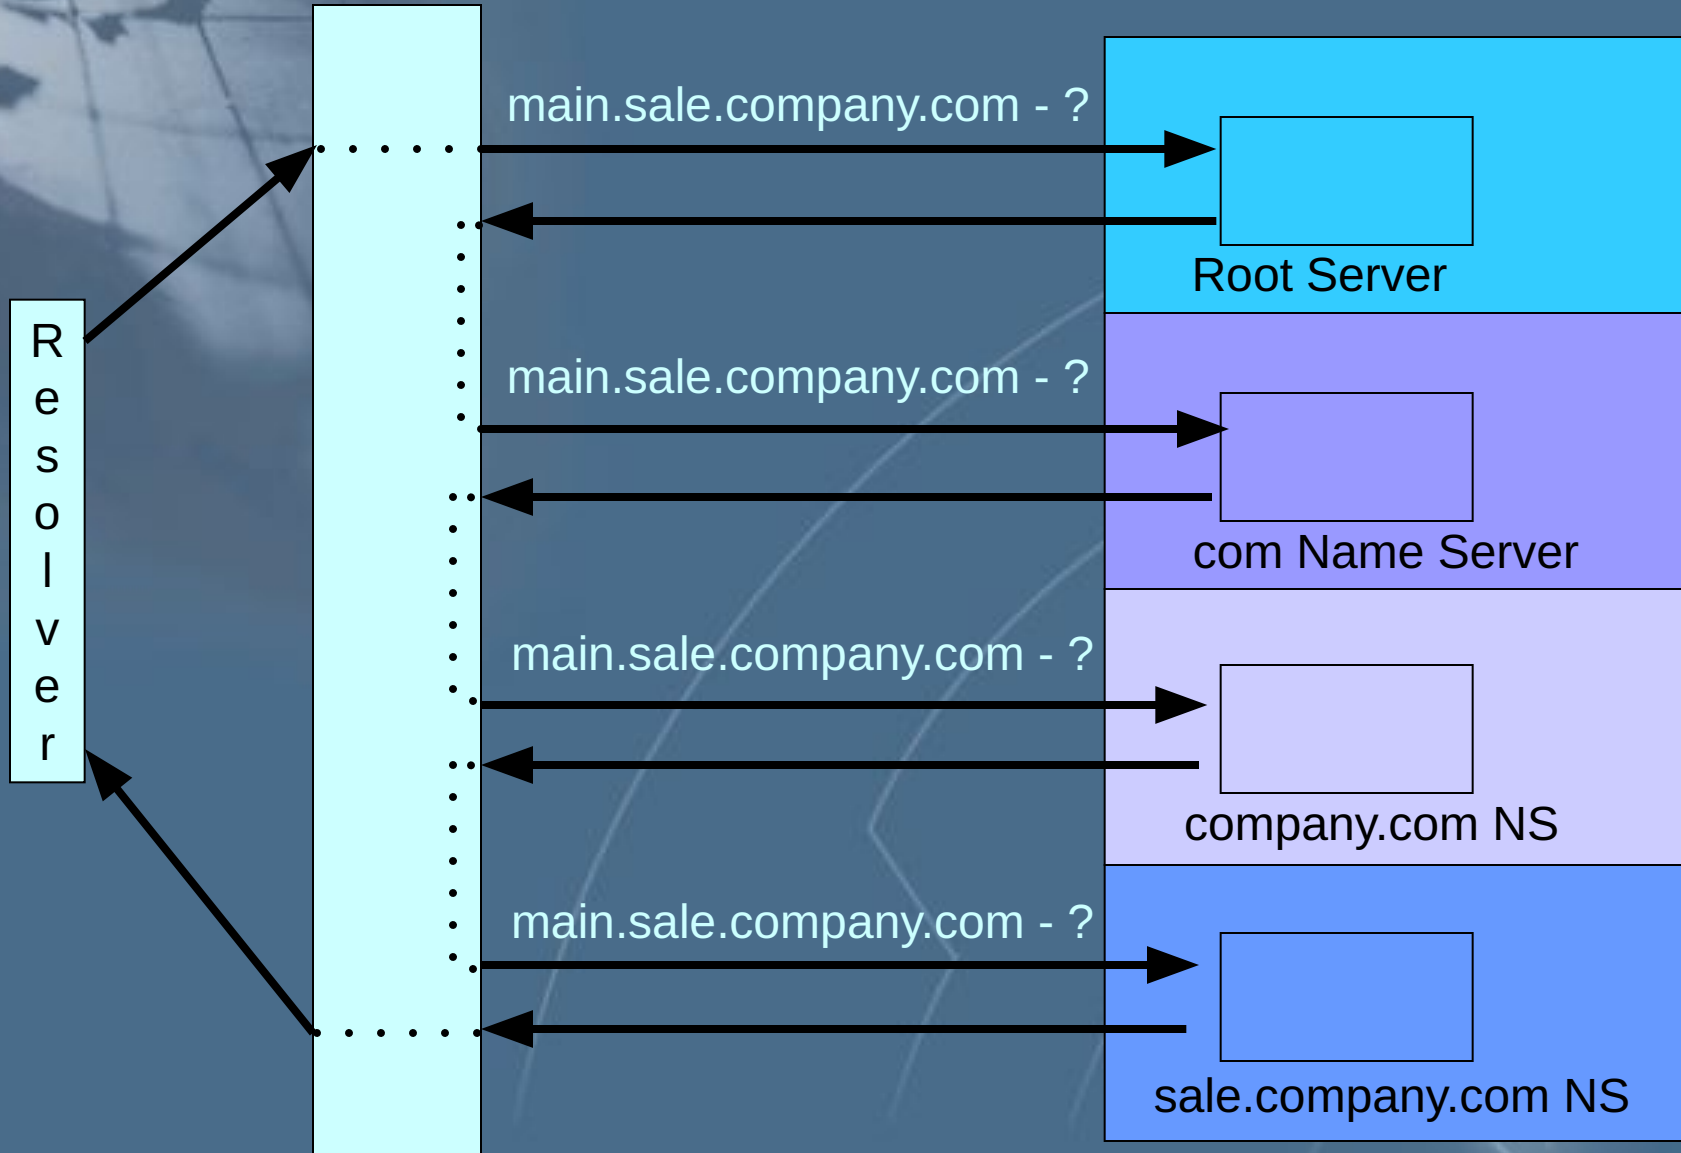 main.sale.company.com - ?
Root Server
Resolver
main.sale.company.com - ?
com Name Server
main.sale.company.com - ?
company.com NS
main.sale.company.com - ?
sale.company.com NS